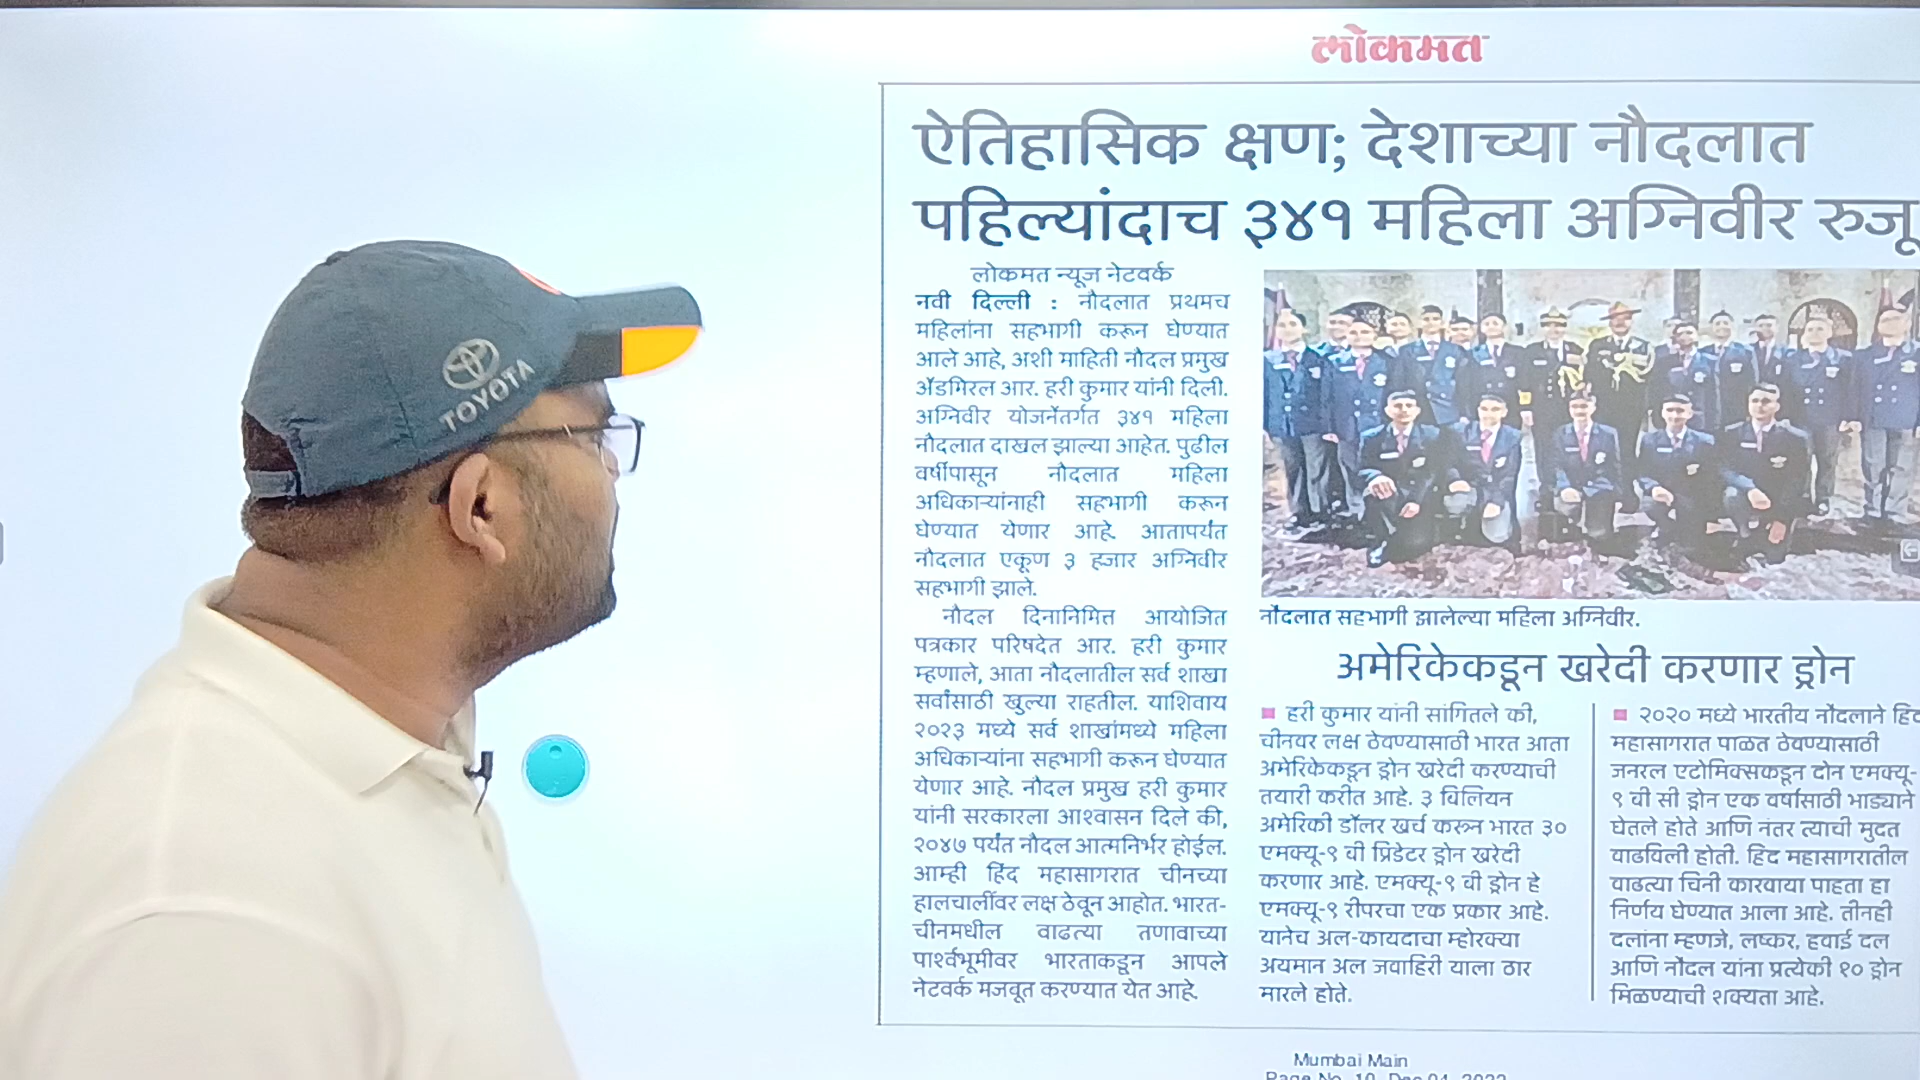 लोकमत
ऐतिहासिक क्षण; देशाच्या नौदलात
पहिल्यांदाच ३४१ महिला अग्निवीर रुजू
लोकमत न्यूज नेटवर्क
नवी दिल्ली : नौदलात प्रथमच
महिलांना सहभागी करून घेण्यात
आले आहे, अशी माहिती नौदल प्रमुख
ॲडमिरल आर. हरी कुमार यांनी दिली.
अग्निवीर योजनेंतर्गत ३४१ महिला
नौदलात दाखल झाल्या आहेत. पुढील
वर्षीपासून नौदलात महिला
अधिकाऱ्यांनाही सहभागी करून
घेण्यात येणार आहे. आतापर्यंत
नौदलात एकूण ३ हजार अग्निवीर
सहभागी झाले.
नौदल दिनानिमित्त आयोजित
पत्रकार परिषदेत आर. हरी कुमार
म्हणाले, आता नौदलातील सर्व शाखा
सर्वांसाठी खुल्या राहतील. याशिवाय
२०२३ मध्ये सर्व शाखांमध्ये महिला
अधिकाऱ्यांना सहभागी करून घेण्यात
येणार आहे. नौदल प्रमुख हरी कुमार
यांनी सरकारला आश्वासन दिले की,
२०४७ पर्यंत नौदल आत्मनिर्भर होईल.
आम्ही हिंद महासागरात चीनच्या
हालचालींवर लक्ष ठेवून आहोत. भारत-
चीनमधील वाढत्या तणावाच्या
पार्श्वभूमीवर भारताकडून आपले
नेटवर्क मजबूत करण्यात येत आहे.
नौदलात सहभागी झालेल्या महिला अग्निवीर.
अमेरिकेकडून खरेदी करणार ड्रोन
हरी कुमार यांनी सांगितले की,
चीनवर लक्ष ठेवण्यासाठी भारत आता
अमेरिकेकडून ड्रोन खरेदी करण्याची
तयारी करीत आहे. ३ बिलियन
अमेरिकी डॉलर खर्च करून भारत ३०
एमक्यू-९ बी प्रिडेटर ड्रोन खरेदी
करणार आहे. एमक्यू-९ बी ड्रोन हे
एमक्यू-९ रीपरचा एक प्रकार आहे.
यानेच अल-कायदाचा म्होरक्या
अयमान अल जवाहिरी याला ठार
मारले होते.
२०२० मध्ये भारतीय नौदलाने हिंद
महासागरात पाळत ठेवण्यासाठी
जनरल एटोमिक्सकडून दोन एमक्यू-
९ बी सी ड्रोन एक वर्षासाठी भाड्याने
घेतले होते आणि नंतर त्याची मुदत
वाढविली होती. हिंद महासागरातील
वाढत्या चिनी कारवाया पाहता हा
निर्णय घेण्यात आला आहे. तीनही
दलांना म्हणजे, लष्कर, हवाई दल
आणि नौदल यांना प्रत्येकी १० ड्रोन
मिळण्याची शक्यता आहे.
TOYOTA
Mumbai Main
Page No. 10 Dec 04, 2022